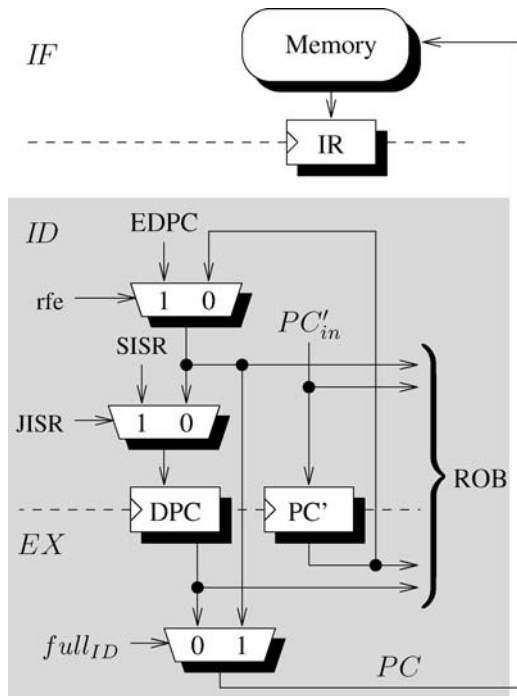 IF
Memory
IR
ID
EDPC
rfe
1 0
PC'in
SISR
JISR
1 0
ROB
DPC
PC'
EX
fullID
0 1
PC